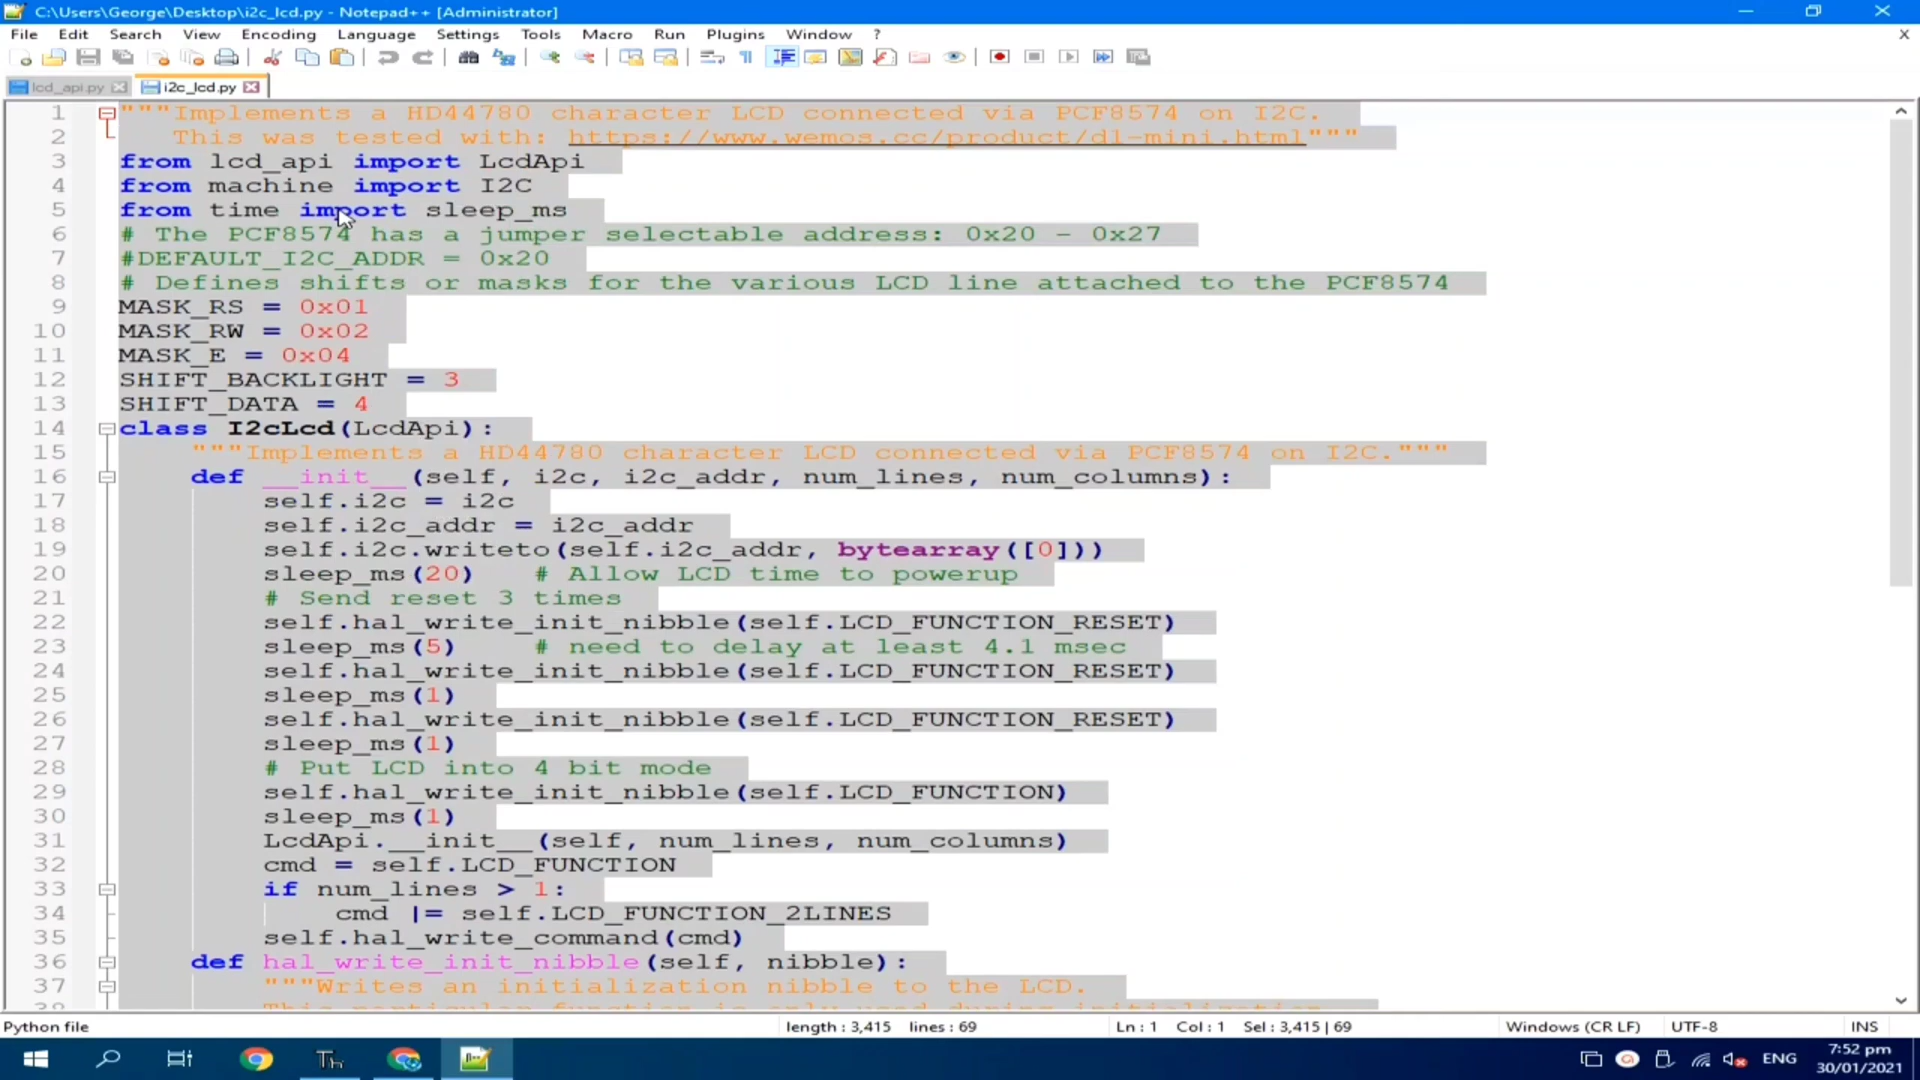 C:\Users\George\Desktop\i2c_lcd.py - Notepad++ [Administrator]
File Edit Search View Encoding Language Settings Tools Macro Run Plugins Window ?
lcd_api.py i2c_lcd.py
1 """Implements a HD44780 character LCD connected via PCF8574 on I2C.
2 This was tested with: https://www.wemos.cc/product/d1-mini.html"""
3 from lcd_api import LcdApi
4 from machine import I2C
5 from time import sleep_ms
6 # The PCF8574 has a jumper selectable address: 0x20 - 0x27
7 #DEFAULT_I2C_ADDR = 0x20
8 # Defines shifts or masks for the various LCD line attached to the PCF8574
9 MASK_RS = 0x01
10 MASK_RW = 0x02
11 MASK_E = 0x04
12 SHIFT_BACKLIGHT = 3
13 SHIFT_DATA = 4
14 class I2cLcd(LcdApi):
15 """Implements a HD44780 character LCD connected via PCF8574 on I2C."""
16 def __init__(self, i2c, i2c_addr, num_lines, num_columns):
17 self.i2c = i2c
18 self.i2c_addr = i2c_addr
19 self.i2c.writeto(self.i2c_addr, bytearray([0]))
20 sleep_ms(20) # Allow LCD time to powerup
21 # Send reset 3 times
22 self.hal_write_init_nibble(self.LCD_FUNCTION_RESET)
23 sleep_ms(5) # need to delay at least 4.1 msec
24 self.hal_write_init_nibble(self.LCD_FUNCTION_RESET)
25 sleep_ms(1)
26 self.hal_write_init_nibble(self.LCD_FUNCTION_RESET)
27 sleep_ms(1)
28 # Put LCD into 4 bit mode
29 self.hal_write_init_nibble(self.LCD_FUNCTION)
30 sleep_ms(1)
31 LcdApi.__init__(self, num_lines, num_columns)
32 cmd = self.LCD_FUNCTION
33 if num_lines > 1:
34 cmd |= self.LCD_FUNCTION_2LINES
35 self.hal_write_command(cmd)
36 def hal_write_init_nibble(self, nibble):
37 """Writes an initialization nibble to the LCD.
38 This particular function is only used during initialization.
Python file length : 3,415 lines : 69 Ln : 1 Col : 1 Sel : 3,415 | 69 Windows (CR LF) UTF-8 INS
Th
ENG
7:52 pm
30/01/2021